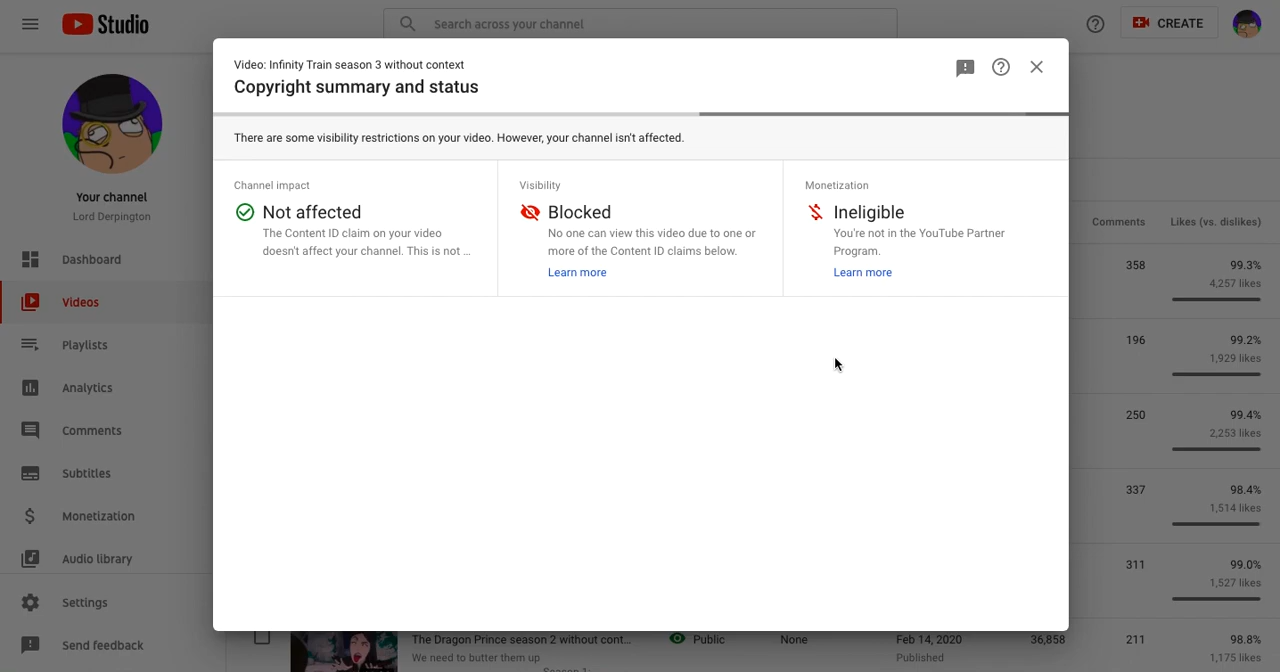 Studio
Search across your channel
CREATE
Your channel
Lord Derpington
Dashboard
Videos
Playlists
Analytics
Comments
Subtitles
Monetization
Audio library
Settings
Send feedback
Video: Infinity Train season 3 without context
Copyright summary and status
There are some visibility restrictions on your video. However, your channel isn't affected.
Channel impact
Not affected
The Content ID claim on your video
doesn't affect your channel. This is not ...
Visibility
Blocked
No one can view this video due to one or
more of the Content ID claims below.
Learn more
Monetization
Ineligible
You're not in the YouTube Partner
Program.
Learn more
Comments Likes (vs. dislikes)
358 99.3%
4,257 likes
196 99.2%
1,929 likes
250 99.4%
2,253 likes
337 98.4%
1,514 likes
311 99.0%
1,527 likes
The Dragon Prince season 2 without cont... Public None Feb 14, 2020 36,858 211 98.8%
We need to butter them up Published 1,175 likes
Season 1: